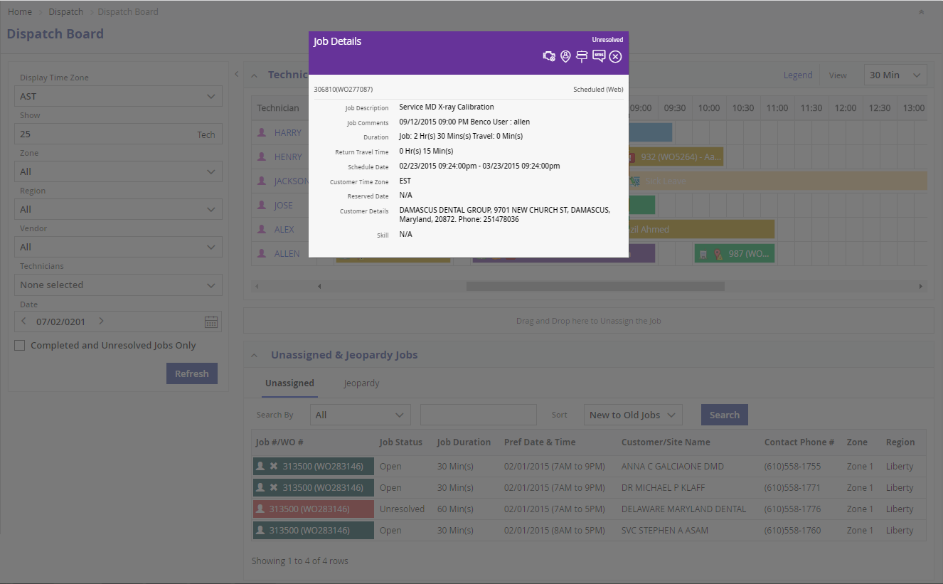 Home Dispatch Dispatch Board
Dispatch Board
Display Time Zone
AST
Show
25 Tech
Zone
All
Region
All
Vendor
All
Technicians
None selected
Date
07/02/0201
Completed and Unresolved Jobs Only
Refresh
Technic
Legend View 30 Min
Technician 09:00 09:30 10:00 10:30 11:00 11:30 12:00 12:30 13:00
HARRY
HENRY 932 (WO5264) - Aa...
JACKSON
JOSE
ALEX Ahmed
ALLEN 987 (WO...
Job Details Unresolved
306810(WO277087) Scheduled (Web)
Job Description Service MD X-ray Calibration
Job Comments 09/12/2015 09:00 PM Benco User : allen
Duration Job: 2 Hr(s) 30 Mins(s) Travel: 0 Min(s)
Return Travel Time 0 Hr(s) 15 Min(s)
Schedule Date 02/23/2015 09:24:00pm - 03/23/2015 09:24:00pm
Customer Time Zone EST
Reserved Date N/A
Customer Details DAMASCUS DENTAL GROUP, 9701 NEW CHURCH ST, DAMASCUS,
Maryland, 20872. Phone: 251478036
Skill N/A
Drag and Drop here to Unassign the Job
Unassigned & Jeopardy Jobs
Unassigned Jeopardy
Search By All Sort New to Old Jobs Search
Job #/WO # Job Status Job Duration Pref Date & Time Customer/Site Name Contact Phone # Zone Region
313500 (WO283146) Open 30 Min(s) 02/01/2015 (7AM to 9PM) ANNA C GALCIAONE DMD (610)558-1755 Zone 1 Liberty
313500 (WO283146) Open 30 Min(s) 02/01/2015 (7AM to 9PM) DR MICHAEL P KLAFF (610)558-1771 Zone 1 Liberty
313500 (WO283146) Unresolved 60 Min(s) 02/01/2015 (7AM to 5PM) DELAWARE MARYLAND DENTAL (610)558-1776 Zone 1 Liberty
313500 (WO283146) Open 30 Min(s) 02/01/2015 (8AM to 5PM) SVC STEPHEN A ASAM (610)558-1760 Zone 1 Liberty
Showing 1 to 4 of 4 rows